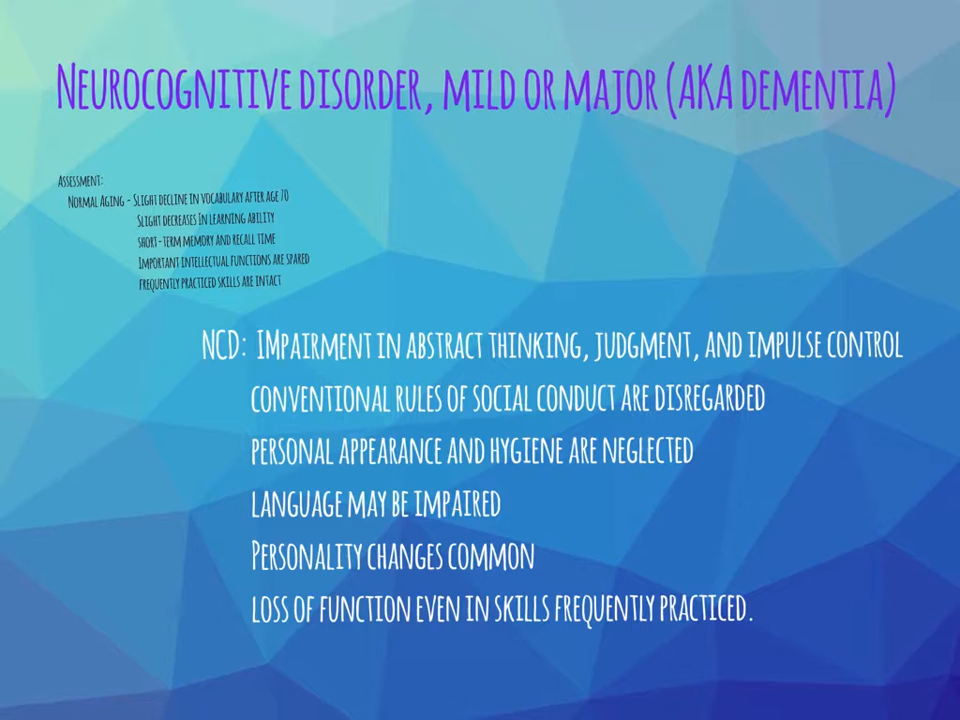 Neurocognitive disorder, mild or major (AKA dementia)
Assessment:
Normal Aging - Slight decline in vocabulary after age 70
Slight decreases In learning ability
short-term memory and recall time
Important intellectual functions are spared
frequently practiced skills are intact
NCD: IMpairment in abstract thinking, judgment, and impulse control
conventional rules of social conduct are disregarded
personal appearance and hygiene are neglected
language may be impaired
Personality changes common
loss of function even in skills frequently practiced.